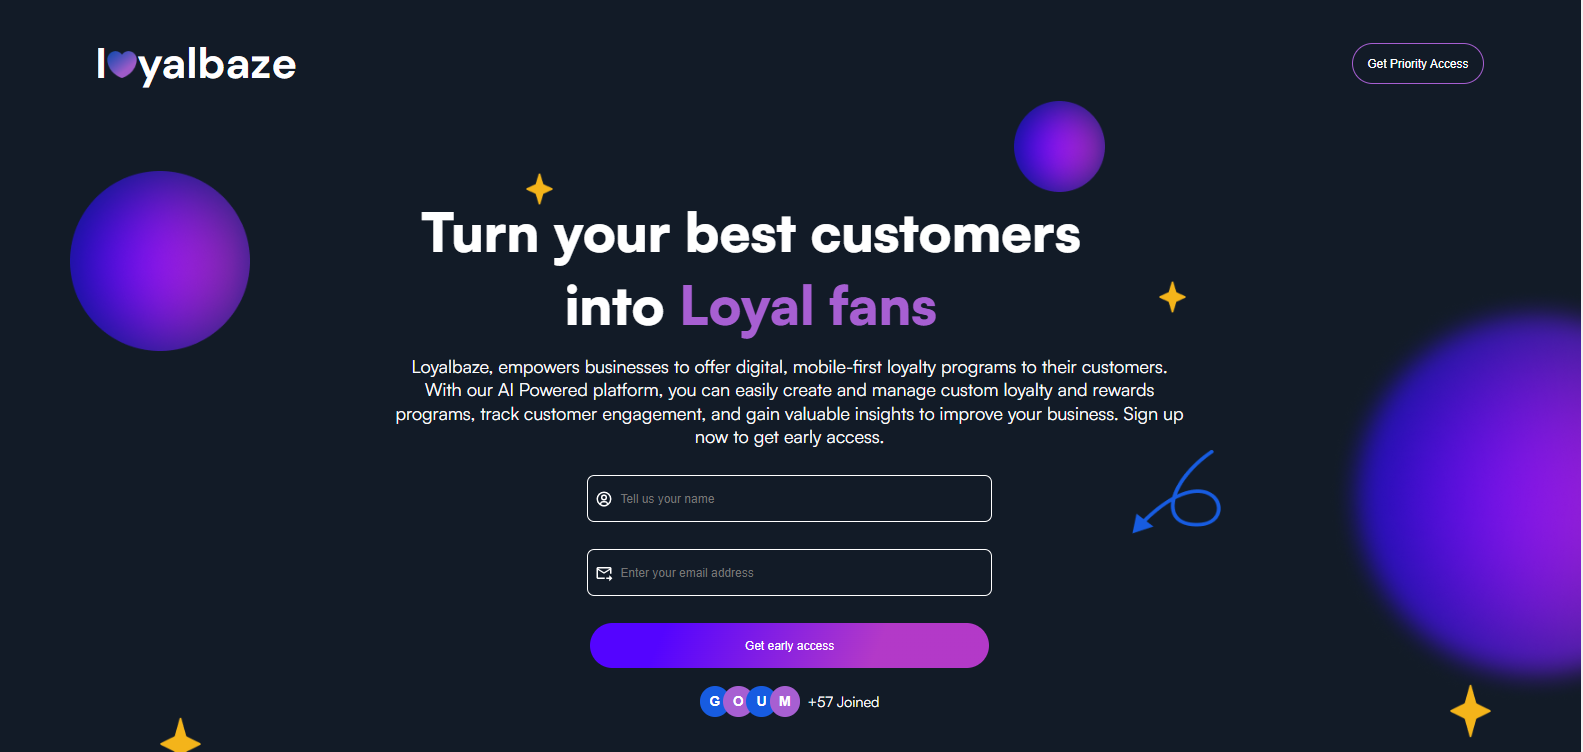 loyalbaze
Get Priority Access
Turn your best customers
into Loyal fans
Loyalbaze, empowers businesses to offer digital, mobile-first loyalty programs to their customers.
With our AI Powered platform, you can easily create and manage custom loyalty and rewards
programs, track customer engagement, and gain valuable insights to improve your business. Sign up
now to get early access.
Tell us your name
Enter your email address
Get early access
G O U M +57 Joined